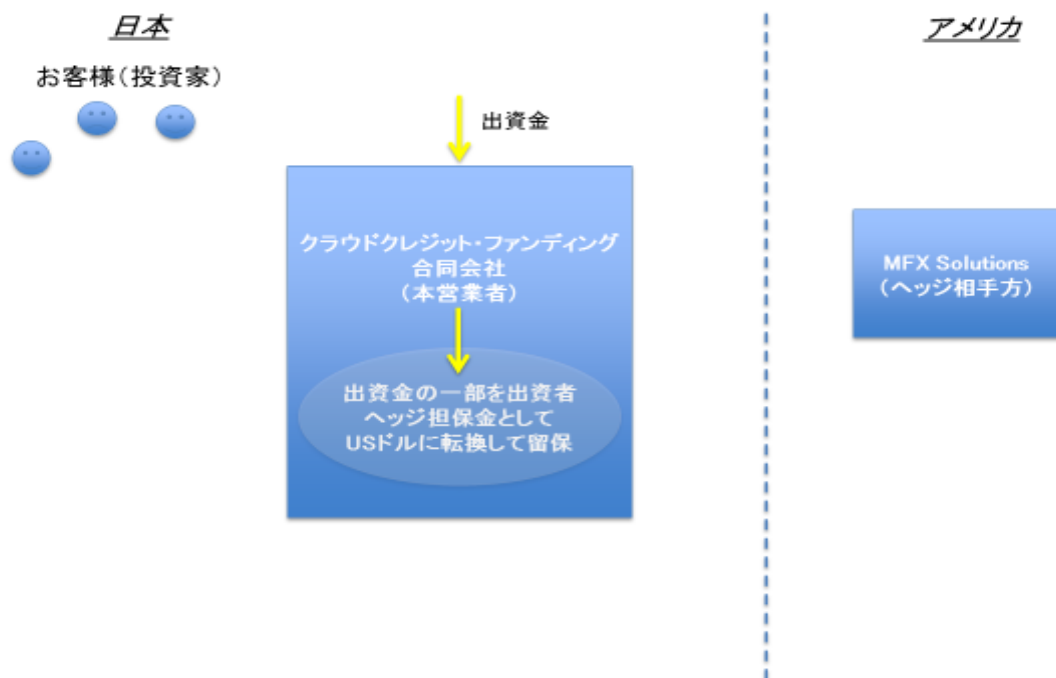 日本
アメリカ
お客様(投資家)
出資金
クラウドクレジット・ファンディング
合同会社
(本営業者)
MFX Solutions
(ヘッジ相手方)
出資金の一部を出資者
ヘッジ担保金として
USドルに転換して留保